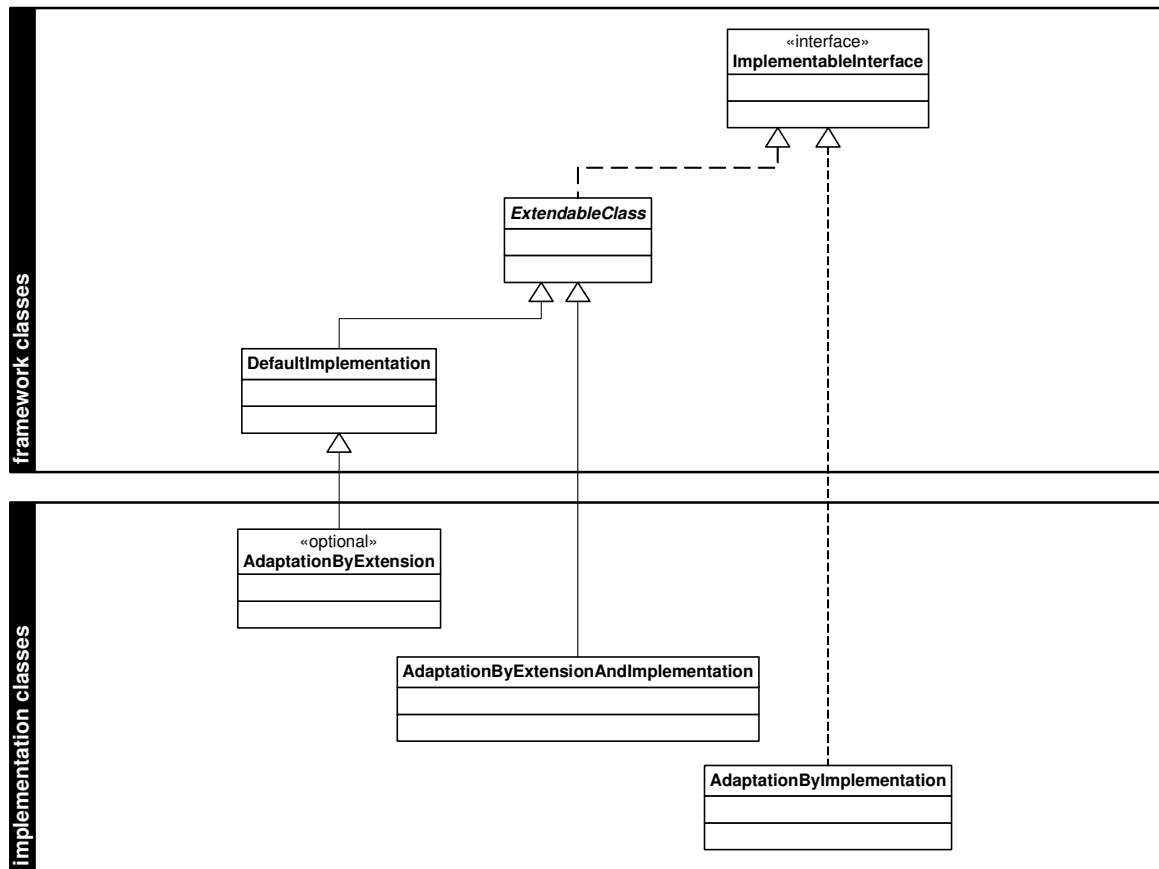 framework classes
«interface»
ImplementableInterface
ExtendableClass
DefaultImplementation
implementation classes
«optional»
AdaptationByExtension
AdaptationByExtensionAndImplementation
AdaptationByImplementation